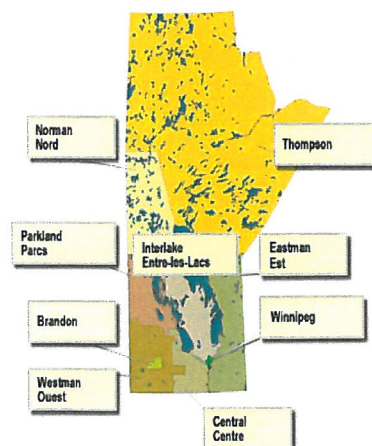 Norman
Nord
Thompson
Parkland
Parcs
Interlake
Entre-les-Lacs
Eastman
Est
Brandon
Winnipeg
Westman
Ouest
Central
Centre